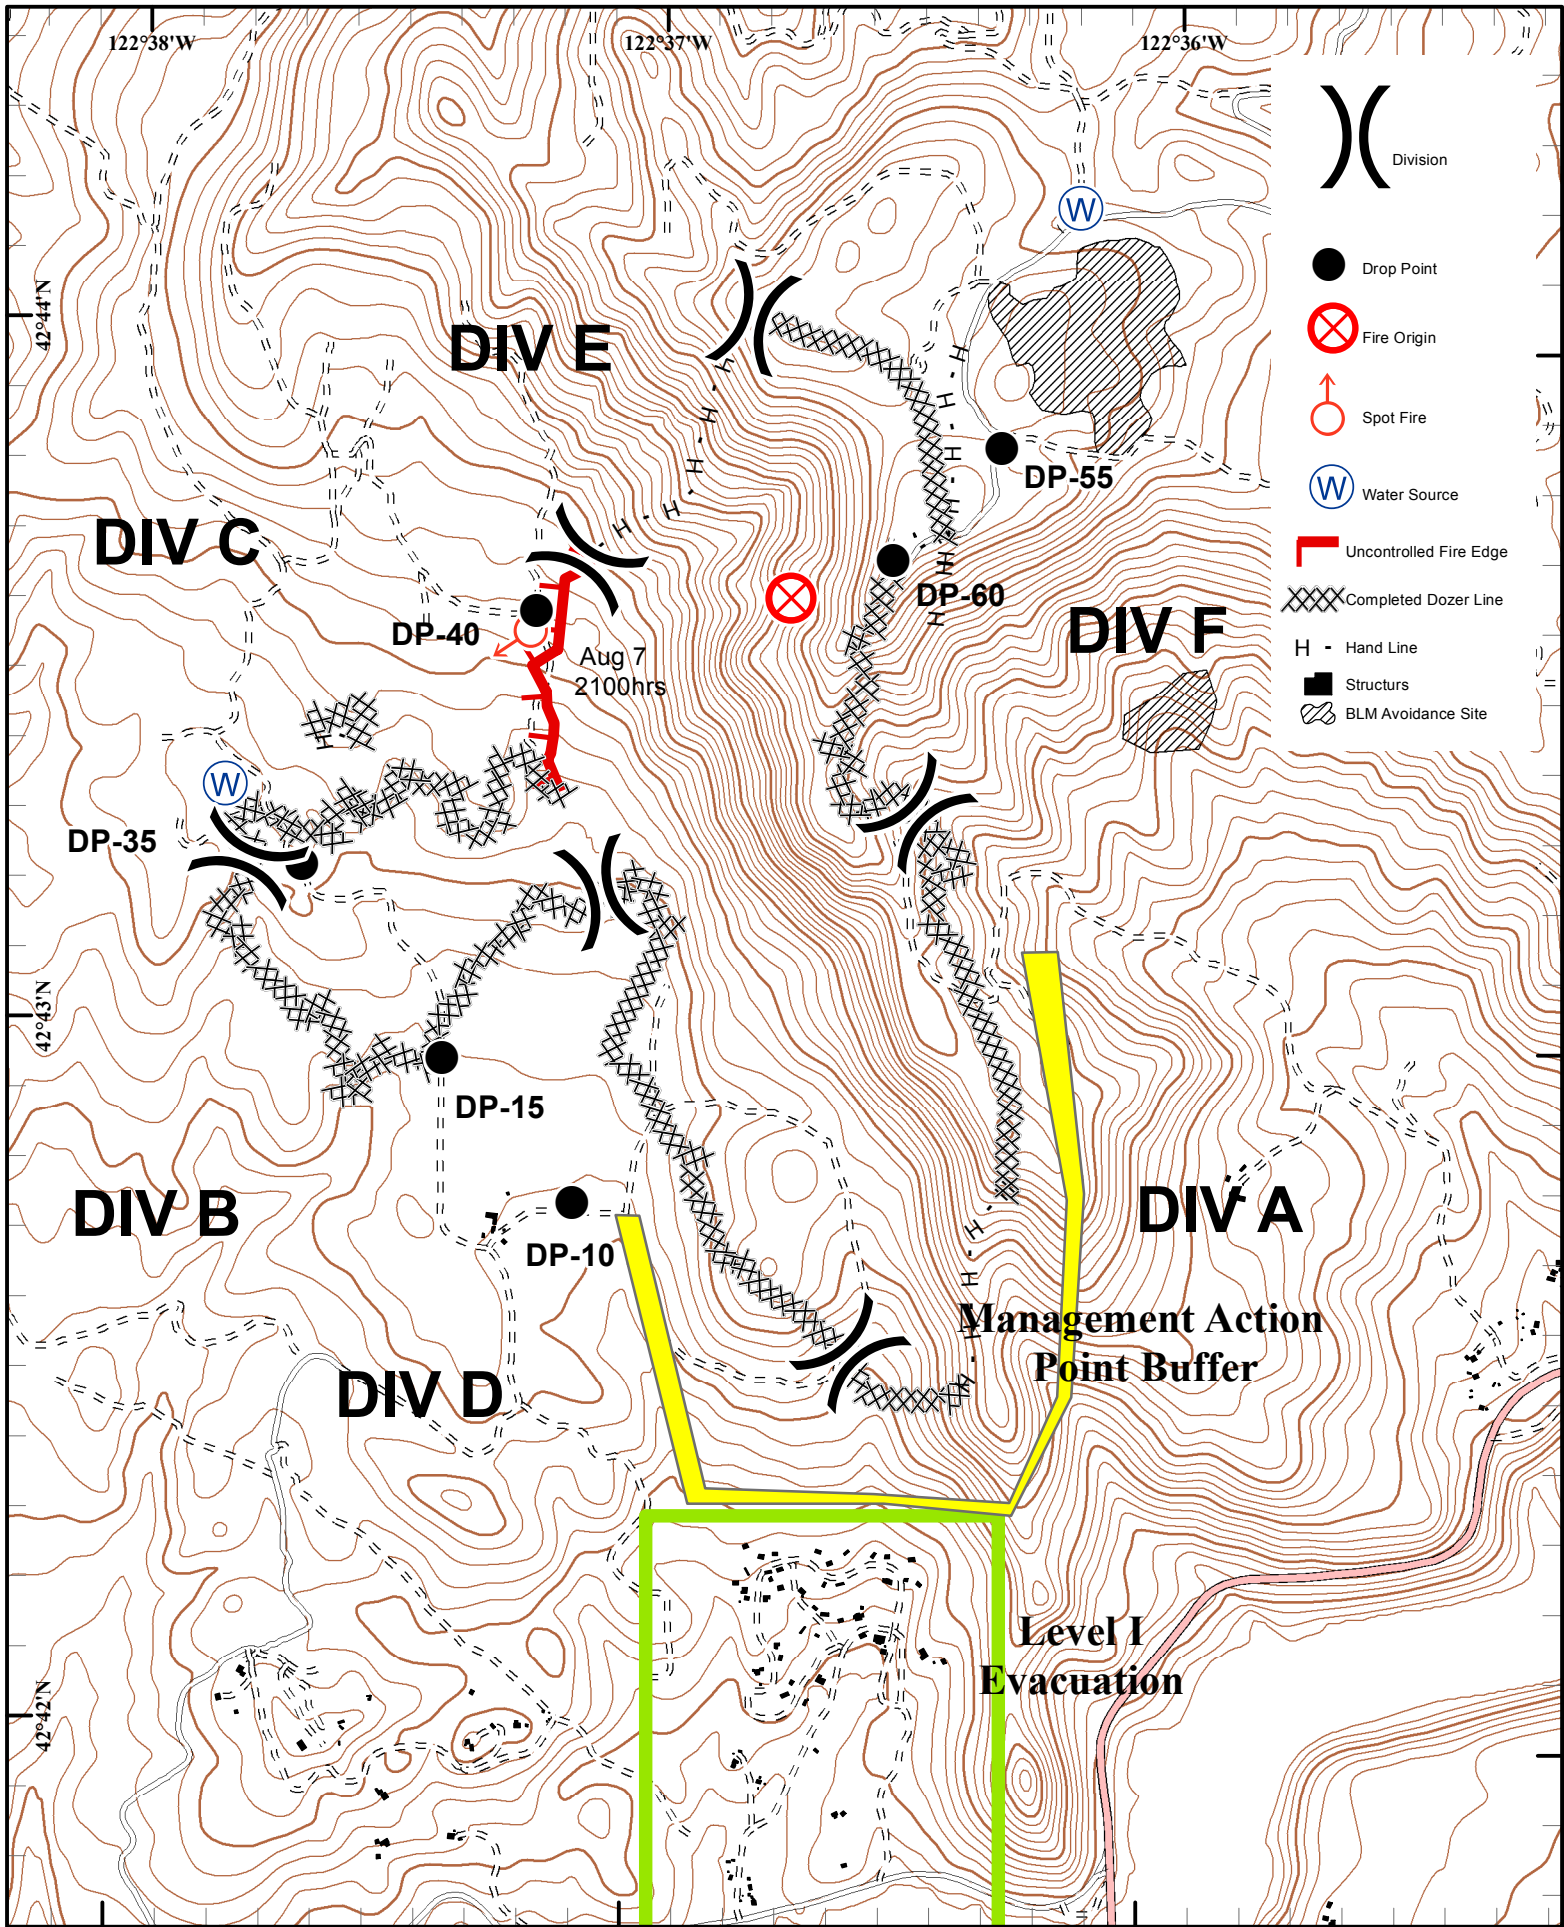 122°38'W
122°37'W
122°36'W
Division
W
Drop Point
42°44'N
Fire Origin
DIV E
H
H
H
H
H
H
H
H
H
H
Spot Fire
DP-55
W
Water Source
DIV C
Uncontrolled Fire Edge
DP-60
H
H
H
Completed Dozer Line
DP-40
DIV F
H - Hand Line
Aug 7
2100hrs
Structurs
BLM Avoidance Site
H
W
DP-35
42°43'N
DP-15
DIV B
DIV A
H
H
H
H
H
DP-10
Management Action
Point Buffer
DIV D
Level I
Evacuation
42°42'N